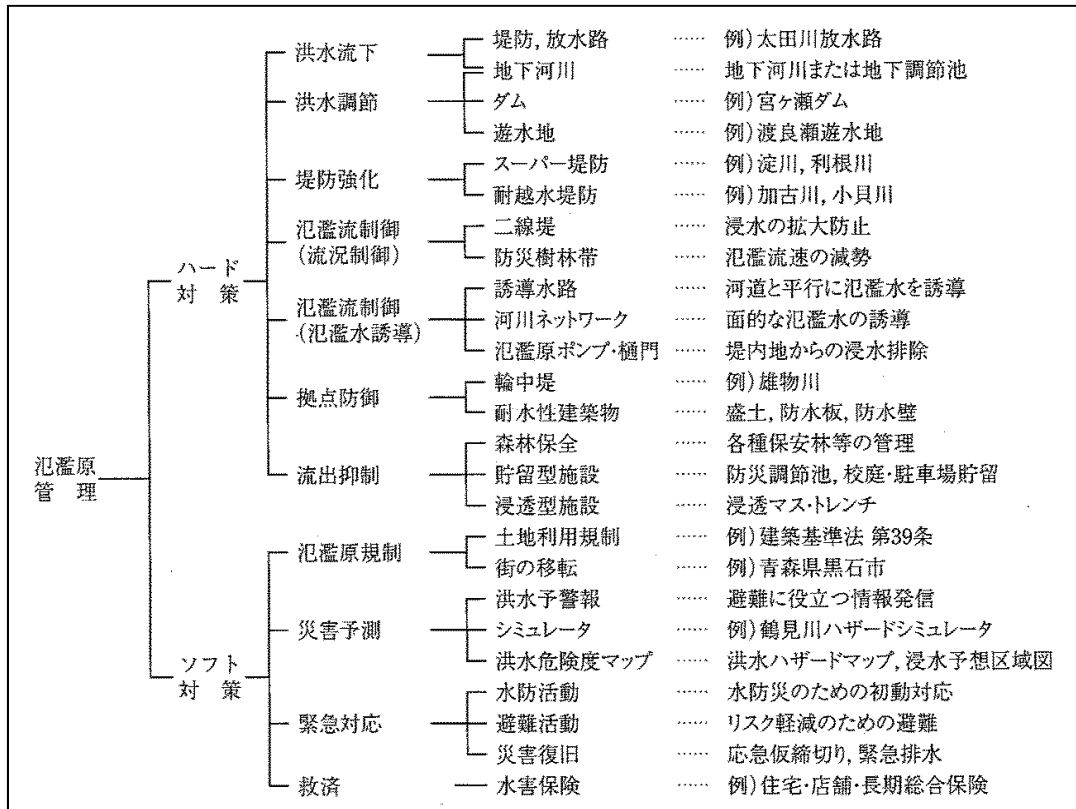 洪水流下 堤防, 放水路 …… 例)太田川放水路
地下河川 …… 地下河川または地下調節池
洪水調節 ダム …… 例)宮ヶ瀬ダム
遊水地 …… 例)渡良瀬遊水地
堤防強化 スーパー堤防 …… 例)淀川, 利根川
耐越水堤防 …… 例)加古川, 小貝川
氾濫流制御 二線堤 …… 浸水の拡大防止
(流況制御) 防災樹林帯 …… 氾濫流速の減勢
ハード
対 策
氾濫流制御 誘導水路 …… 河道と平行に氾濫水を誘導
(氾濫水誘導) 河川ネットワーク …… 面的な氾濫水の誘導
氾濫原ポンプ・樋門 …… 堤内地からの浸水排除
拠点防御 輪中堤 …… 例)雄物川
耐水性建築物 …… 盛土, 防水板, 防水壁
森林保全 …… 各種保安林等の管理
流出抑制 貯留型施設 …… 防災調節池, 校庭・駐車場貯留
浸透型施設 …… 浸透マス・トレンチ
氾濫原
管 理
氾濫原規制 土地利用規制 …… 例)建築基準法 第39条
街の移転 …… 例)青森県黒石市
洪水予警報 …… 避難に役立つ情報発信
災害予測 シミュレータ …… 例)鶴見川ハザードシミュレータ
洪水危険度マップ …… 洪水ハザードマップ, 浸水予想区域図
ソフト
対 策
水防活動 …… 水防災のための初動対応
緊急対応 避難活動 …… リスク軽減のための避難
災害復旧 …… 応急仮締切り, 緊急排水
救済 水害保険 …… 例)住宅・店舗・長期総合保険